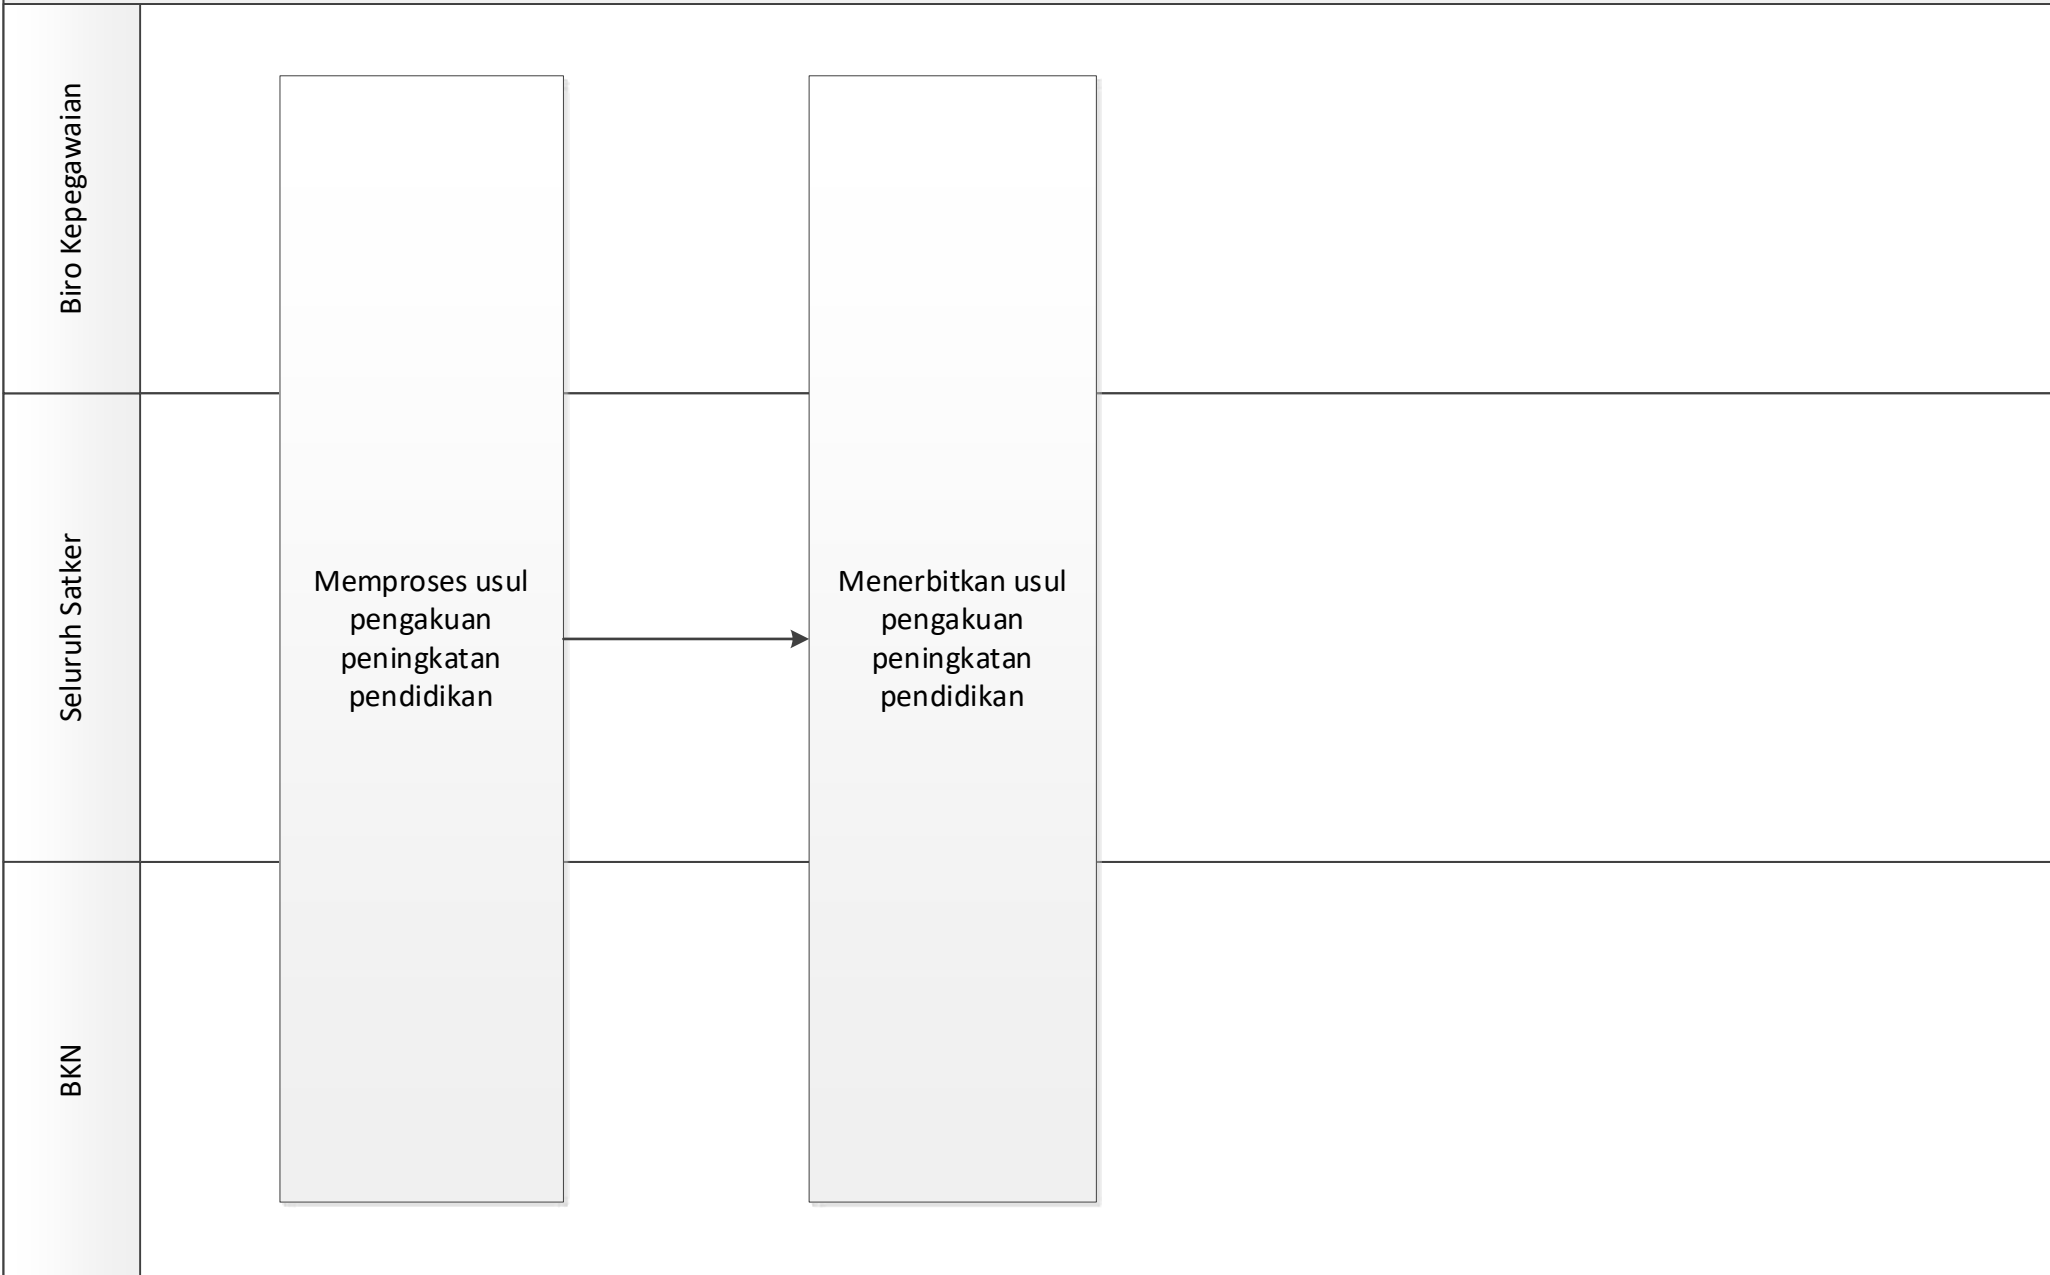 Biro Kepegawaian
Seluruh Satker
BKN
Memproses usul
pengakuan
peningkatan
pendidikan
Menerbitkan usul
pengakuan
peningkatan
pendidikan